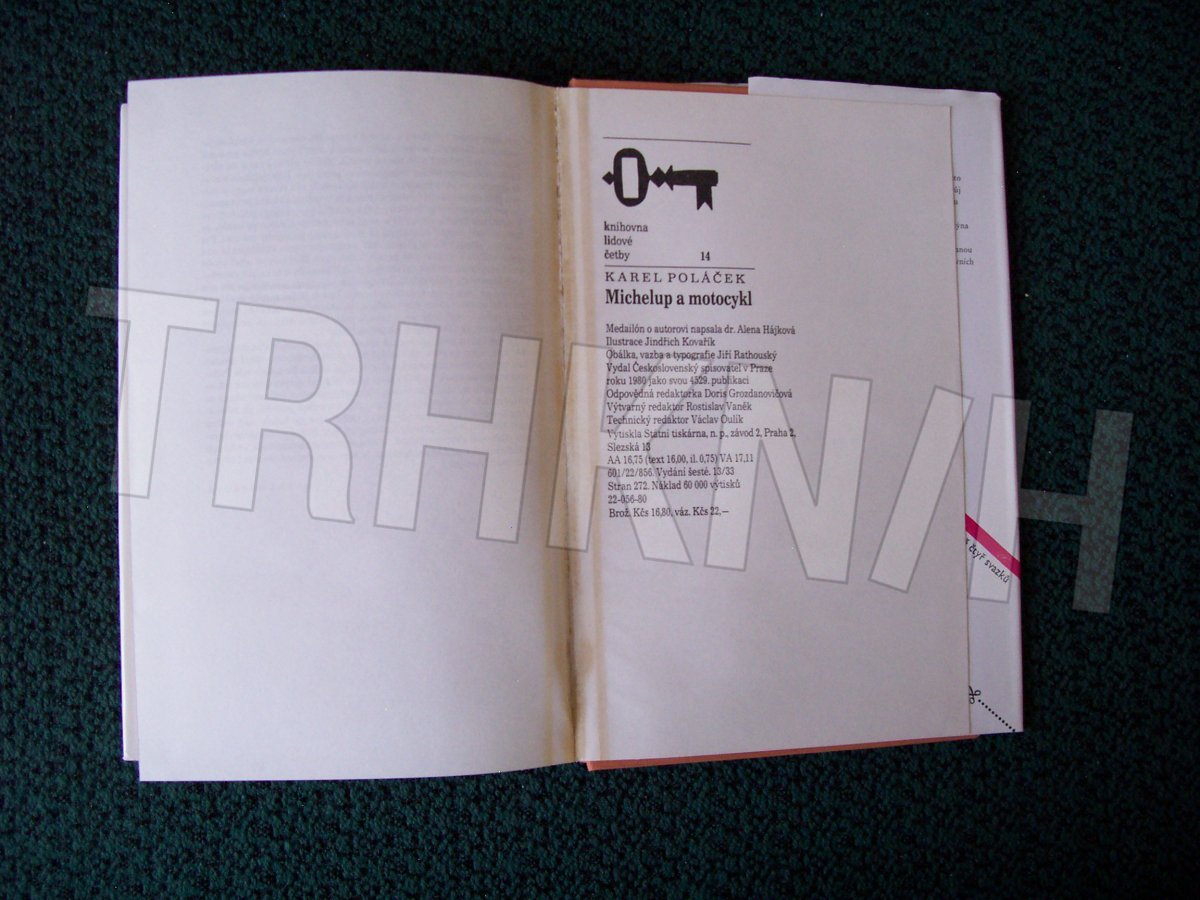 knihovna
lidové
četby 14
KAREL POLÁČEK
Michelup a motocykl
Medailón o autorovi napsala dr. Alena Hájková
Ilustrace Jindřich Kovařík
Obálka, vazba a typografie Jiří Rathouský
Vydal Československý spisovatel v Praze
roku 1980 jako svou 4529. publikaci
Odpovědná redaktorka Doris Grozdanovičová
Výtvarný redaktor Rostislav Vaněk
Technický redaktor Václav Oulík
Vytiskla Státní tiskárna, n. p., závod 2, Praha 2,
Slezská 13
AA 16,75 (text 16,00, il. 0,75) VA 17,11
601/22/856. Vydání šesté. 13/33
Stran 272. Náklad 60 000 výtisků
22-056-80
Brož. Kčs 16,80, váz. Kčs 22,—
čtyř svazků
TRHKNIH